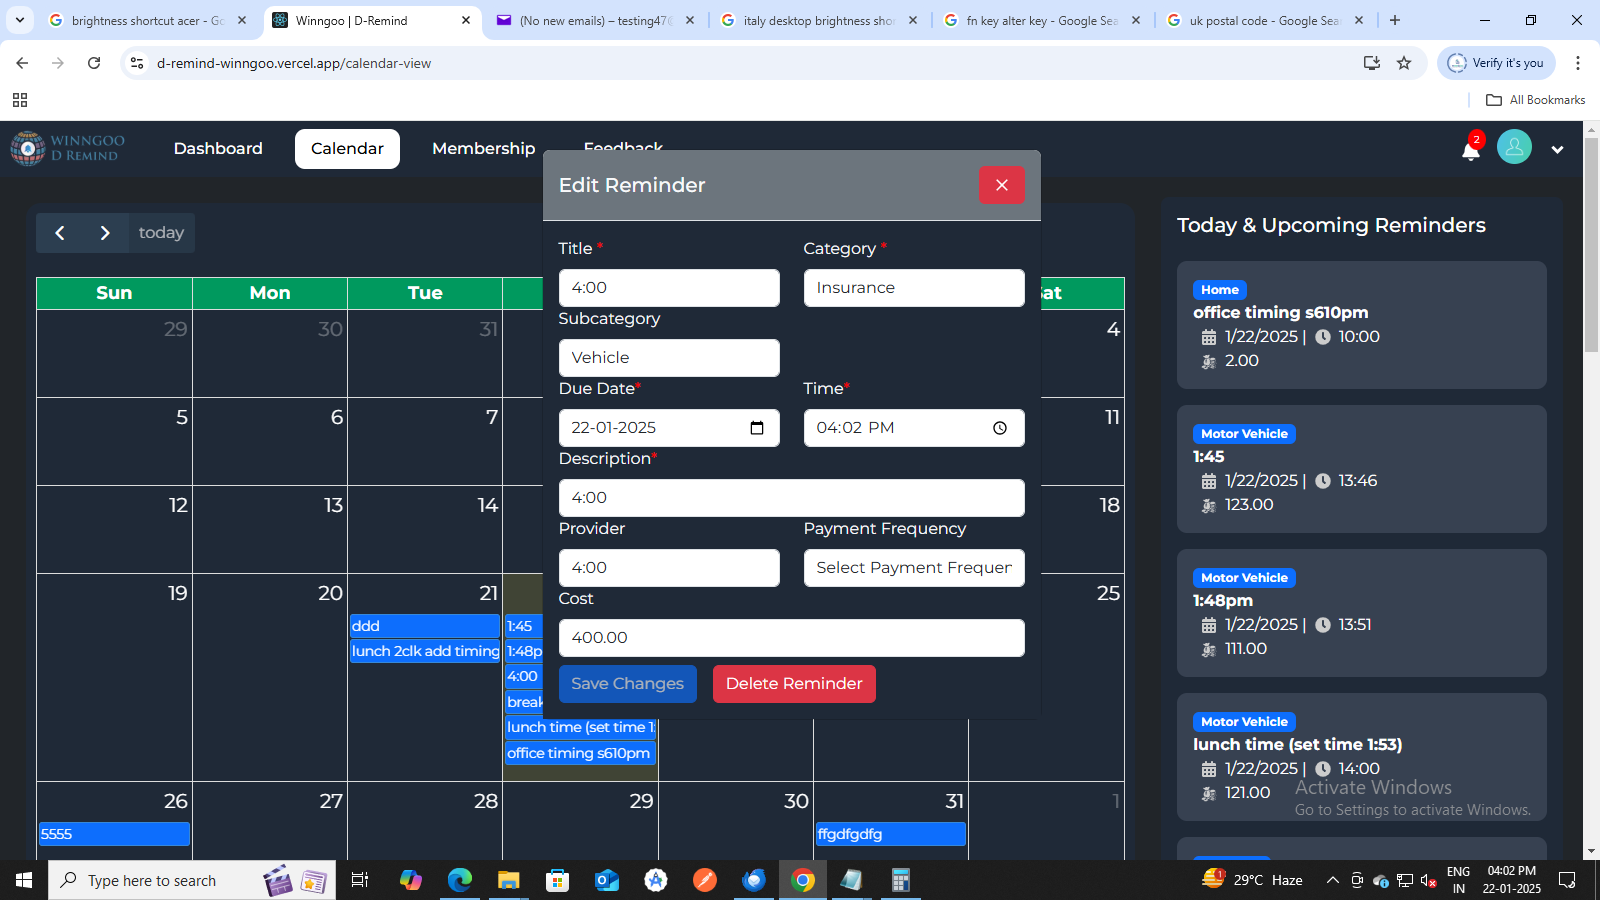 brightness shortcut acer - Go
Winngoo | D-Remind
(No new emails) – testing47@
italy desktop brightness shor
fn key alter key - Google Sea
uk postal code - Google Sear
d-remind-winngoo.vercel.app/calendar-view
Verify it's you
All Bookmarks
WINNGOO
D REMIND
Dashboard
Calendar
Membership
Feedback
2
Edit Reminder
today
Sun
Mon
Tue
Sat
29
30
31
4
5
6
7
11
12
13
14
18
19
20
21
25
ddd
lunch 2clk add timing
1:45
1:48p
4:00
break
lunch time (set time 1:
office timing s610pm
26
27
28
29
30
31
1
5555
ffgdfgdfg
Title *
Category *
4:00
Insurance
Subcategory
Vehicle
Due Date*
Time*
22-01-2025
04:02 PM
Description*
4:00
Provider
Payment Frequency
4:00
Select Payment Frequen
Cost
400.00
Save Changes
Delete Reminder
Today & Upcoming Reminders
Home
office timing s610pm
1/22/2025 | 10:00
2.00
Motor Vehicle
1:45
1/22/2025 | 13:46
123.00
Motor Vehicle
1:48pm
1/22/2025 | 13:51
111.00
Motor Vehicle
lunch time (set time 1:53)
1/22/2025 | 14:00
121.00
Activate Windows
Go to Settings to activate Windows.
Type here to search
1
29°C Haze
ENG
IN
04:02 PM
22-01-2025